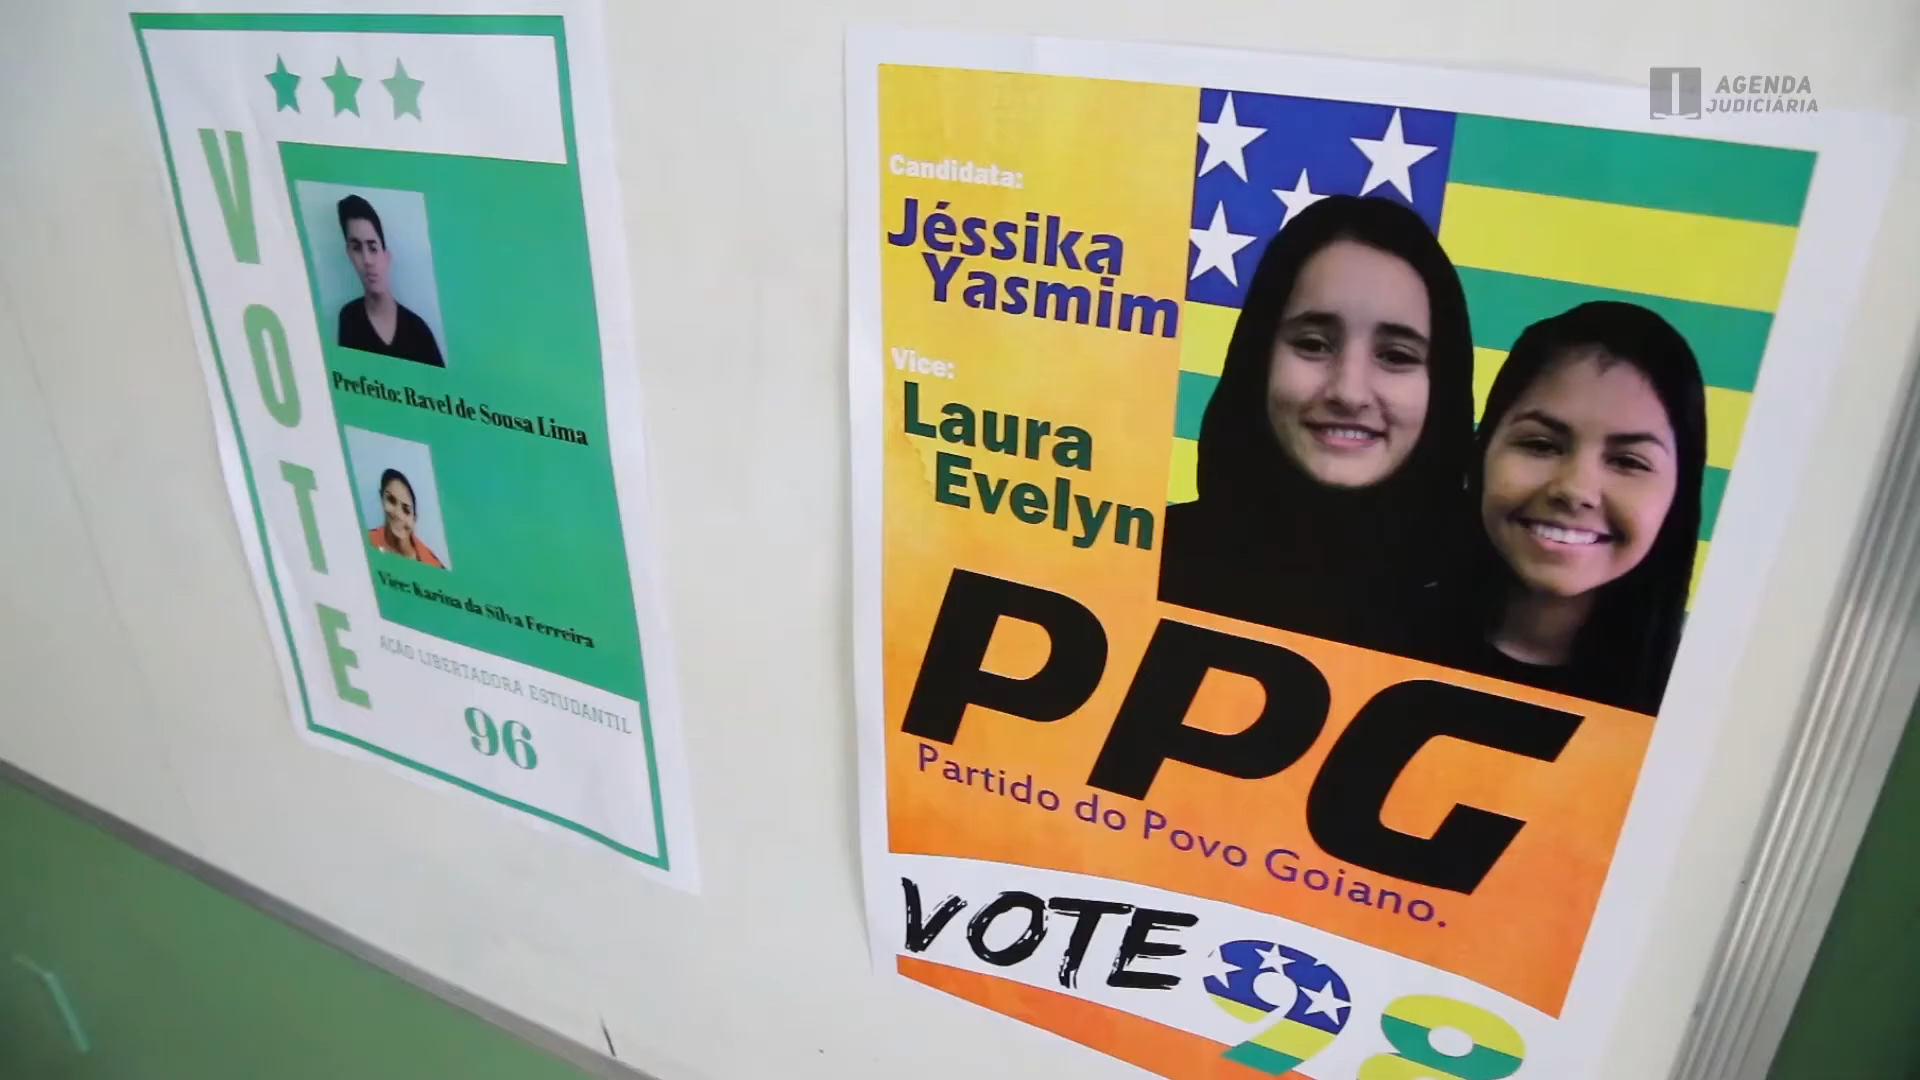 VOTE
Prefeito: Ravel de Sousa Lima
Vice: Karina da Silva Ferreira
AÇÃO LIBERTADORA ESTUDANTIL
96
Candidata:
Jéssika
Yasmim
Vice:
Laura
Evelyn
PPG
Partido do Povo Goiano.
VOTE 98
AGENDA
JUDICIÁRIA